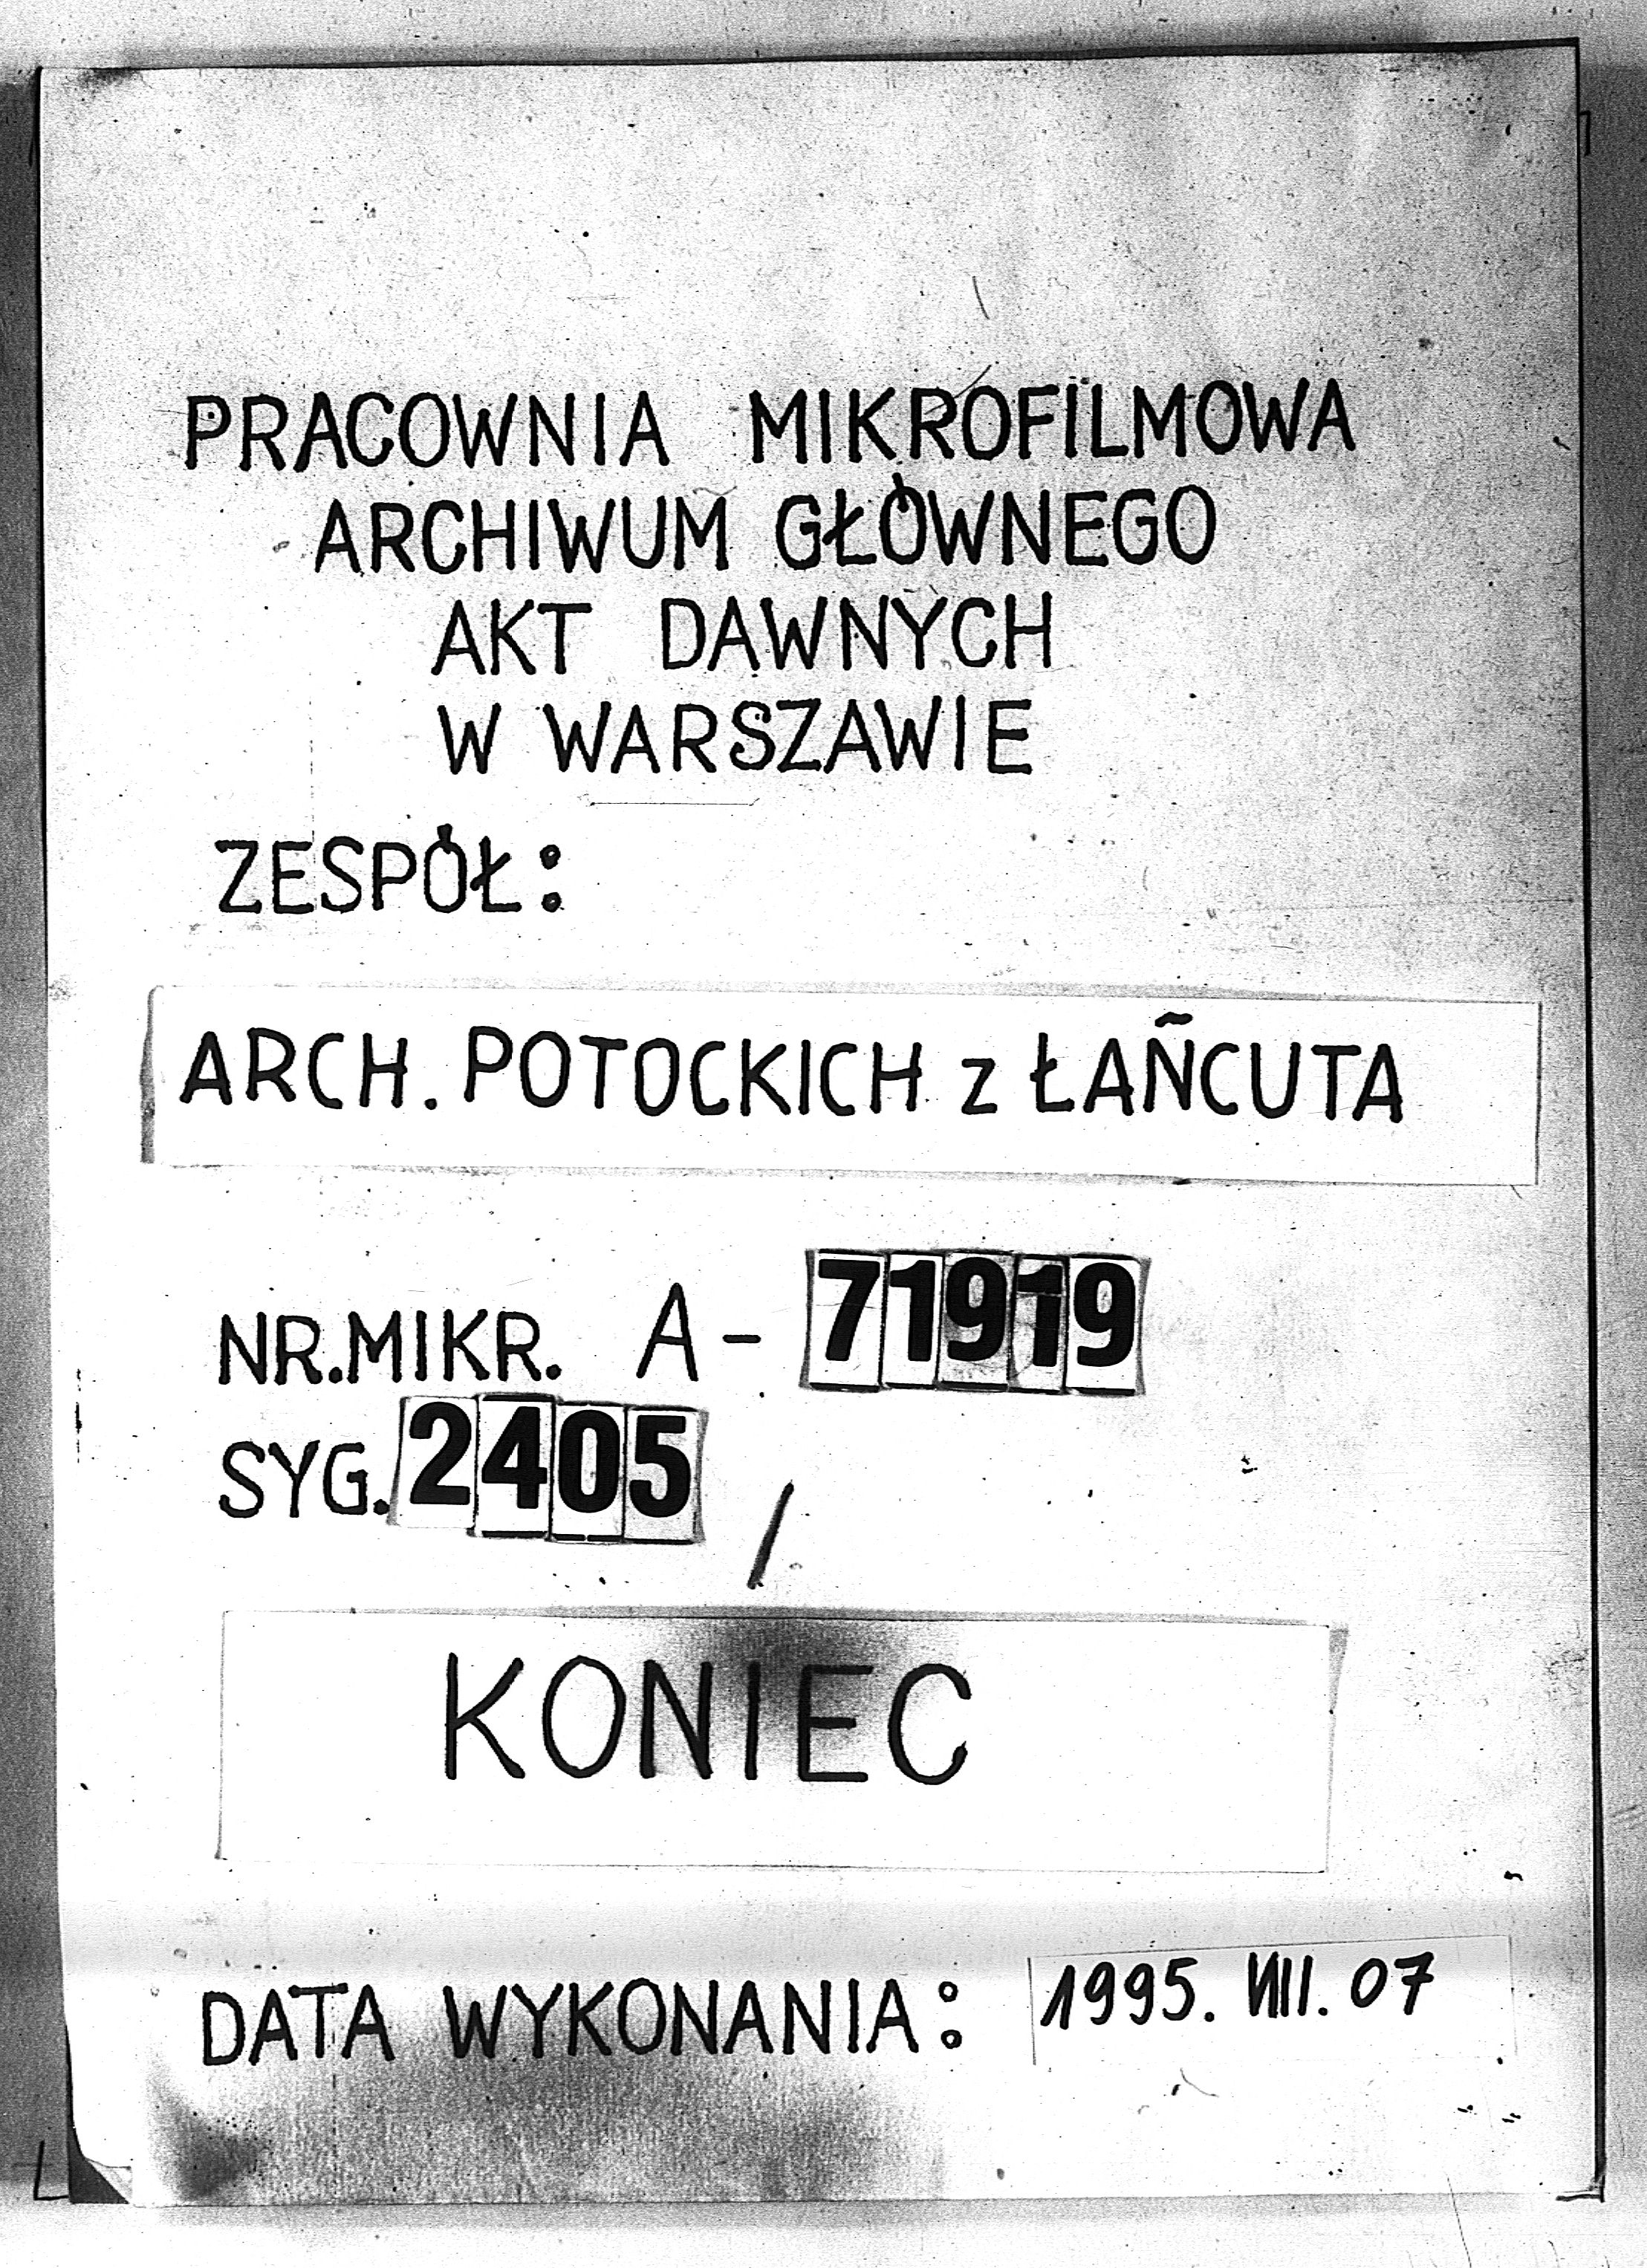 PRACOWNIA MIKROFILMOWA
ARCHIWUM GŁÓWNEGO
AKT DAWNYCH
W WARSZAWIE
ZESPÓŁ:
ARCH. POTOCKICH z ŁAŃCUTA
NR. MIKR. A - 71919
SYG. 2405 /
KONIEC
DATA WYKONANIA: 1995. VIII. 07